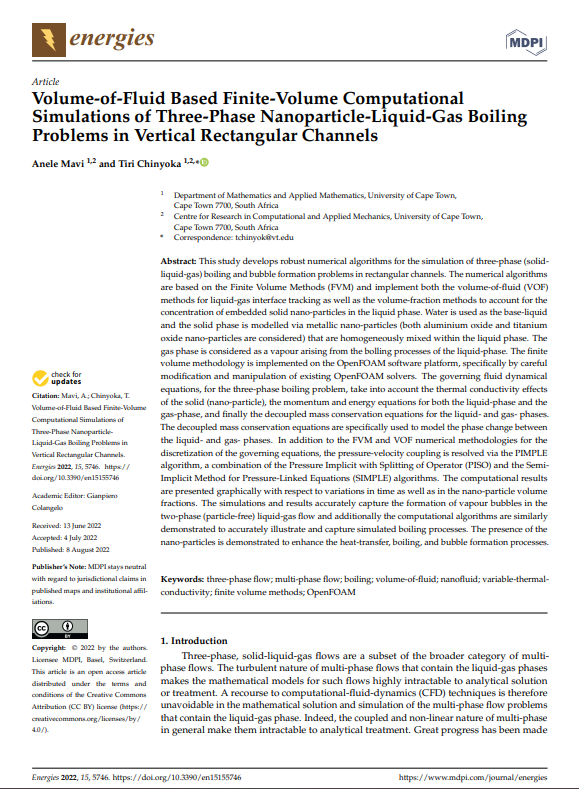 energies
MDPI
Article
Volume-of-Fluid Based Finite-Volume Computational
Simulations of Three-Phase Nanoparticle-Liquid-Gas Boiling
Problems in Vertical Rectangular Channels
Anele Mavi 1,2 and Tiri Chinyoka 1,2,*
1 Department of Mathematics and Applied Mathematics, University of Cape Town,
Cape Town 7700, South Africa
2 Centre for Research in Computational and Applied Mechanics, University of Cape Town,
Cape Town 7700, South Africa
* Correspondence: tchinyok@vt.edu
Abstract: This study develops robust numerical algorithms for the simulation of three-phase (solid-
liquid-gas) boiling and bubble formation problems in rectangular channels. The numerical algorithms
are based on the Finite Volume Methods (FVM) and implement both the volume-of-fluid (VOF)
methods for liquid-gas interface tracking as well as the volume-fraction methods to account for the
concentration of embedded solid nano-particles in the liquid phase. Water is used as the base-liquid
and the solid phase is modelled via metallic nano-particles (both aluminium oxide and titanium
oxide nano-particles are considered) that are homogeneously mixed within the liquid phase. The
gas phase is considered as a vapour arising from the boiling processes of the liquid-phase. The finite
volume methodology is implemented on the OpenFOAM software platform, specifically by careful
modification and manipulation of existing OpenFOAM solvers. The governing fluid dynamical
equations, for the three-phase boiling problem, take into account the thermal conductivity effects
of the solid (nano-particle), the momentum and energy equations for both the liquid-phase and the
gas-phase, and finally the decoupled mass conservation equations for the liquid- and gas- phases.
The decoupled mass conservation equations are specifically used to model the phase change between
the liquid- and gas- phases. In addition to the FVM and VOF numerical methodologies for the
discretization of the governing equations, the pressure-velocity coupling is resolved via the PIMPLE
algorithm, a combination of the Pressure Implicit with Splitting of Operator (PISO) and the Semi-
Implicit Method for Pressure-Linked Equations (SIMPLE) algorithms. The computational results
are presented graphically with respect to variations in time as well as in the nano-particle volume
fractions. The simulations and results accurately capture the formation of vapour bubbles in the
two-phase (particle-free) liquid-gas flow and additionally the computational algorithms are similarly
demonstrated to accurately illustrate and capture simulated boiling processes. The presence of the
nano-particles is demonstrated to enhance the heat-transfer, boiling, and bubble formation processes.
Keywords: three-phase flow; multi-phase flow; boiling; volume-of-fluid; nanofluid; variable-thermal-
conductivity; finite volume methods; OpenFOAM
check for
updates
Citation: Mavi, A.; Chinyoka, T.
Volume-of-Fluid Based Finite-Volume
Computational Simulations of
Three-Phase Nanoparticle-
Liquid-Gas Boiling Problems in
Vertical Rectangular Channels.
Energies 2022, 15, 5746. https://
doi.org/10.3390/en15155746
Academic Editor: Gianpiero
Colangelo
Received: 13 June 2022
Accepted: 4 July 2022
Published: 8 August 2022
Publisher's Note: MDPI stays neutral
with regard to jurisdictional claims in
published maps and institutional affil-
iations.
CC BY
Copyright: © 2022 by the authors.
Licensee MDPI, Basel, Switzerland.
This article is an open access article
distributed under the terms and
conditions of the Creative Commons
Attribution (CC BY) license (https://
creativecommons.org/licenses/by/
4.0/).
1. Introduction
Three-phase, solid-liquid-gas flows are a subset of the broader category of multi-
phase flows. The turbulent nature of multi-phase flows that contain the liquid-gas phases
makes the mathematical models for such flows highly intractable to analytical solution
or treatment. A recourse to computational-fluid-dynamics (CFD) techniques is therefore
unavoidable in the mathematical solution and simulation of the multi-phase flow problems
that contain the liquid-gas phase. Indeed, the coupled and non-linear nature of multi-phase
in general make them intractable to analytical treatment. Great progress has been made
Energies 2022, 15, 5746. https://doi.org/10.3390/en15155746
https://www.mdpi.com/journal/energies